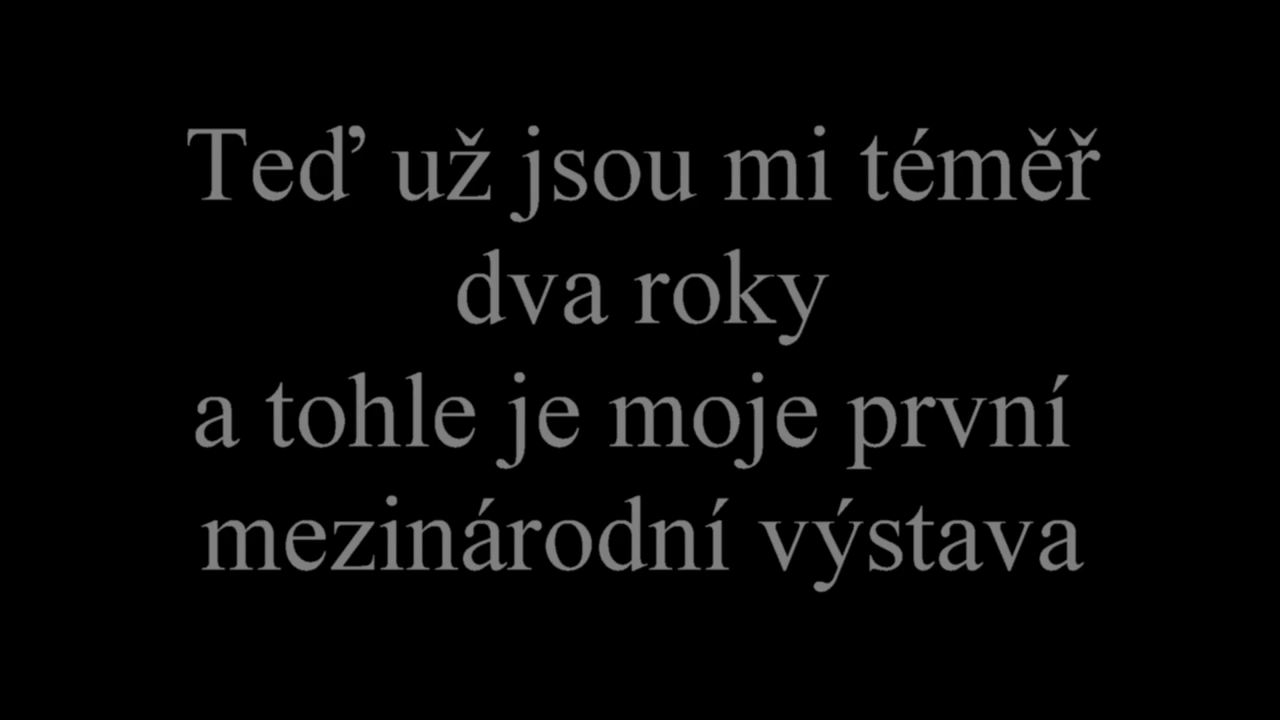 Teď už jsou mi téměř
dva roky
a tohle je moje první
mezinárodní výstava